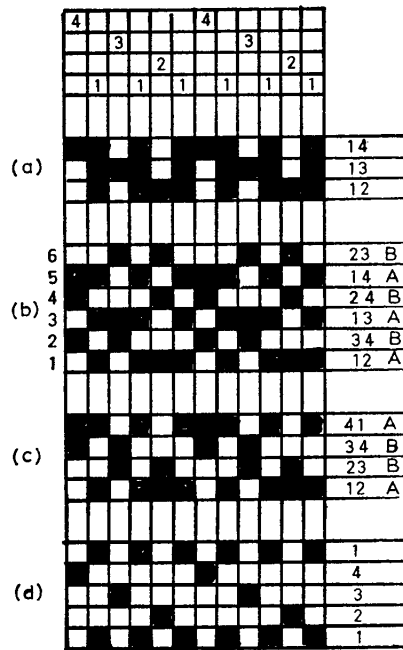 4 4
3 3
2 2
1 1 1 1 1 1
14
(a) 13
12
6 23 B
5 14 A
4 24 B
(b)
3 13 A
2 34 B
1 12 A
41 A
(c) 34 B
23 B
12 A
1
4
(d) 3
2
1